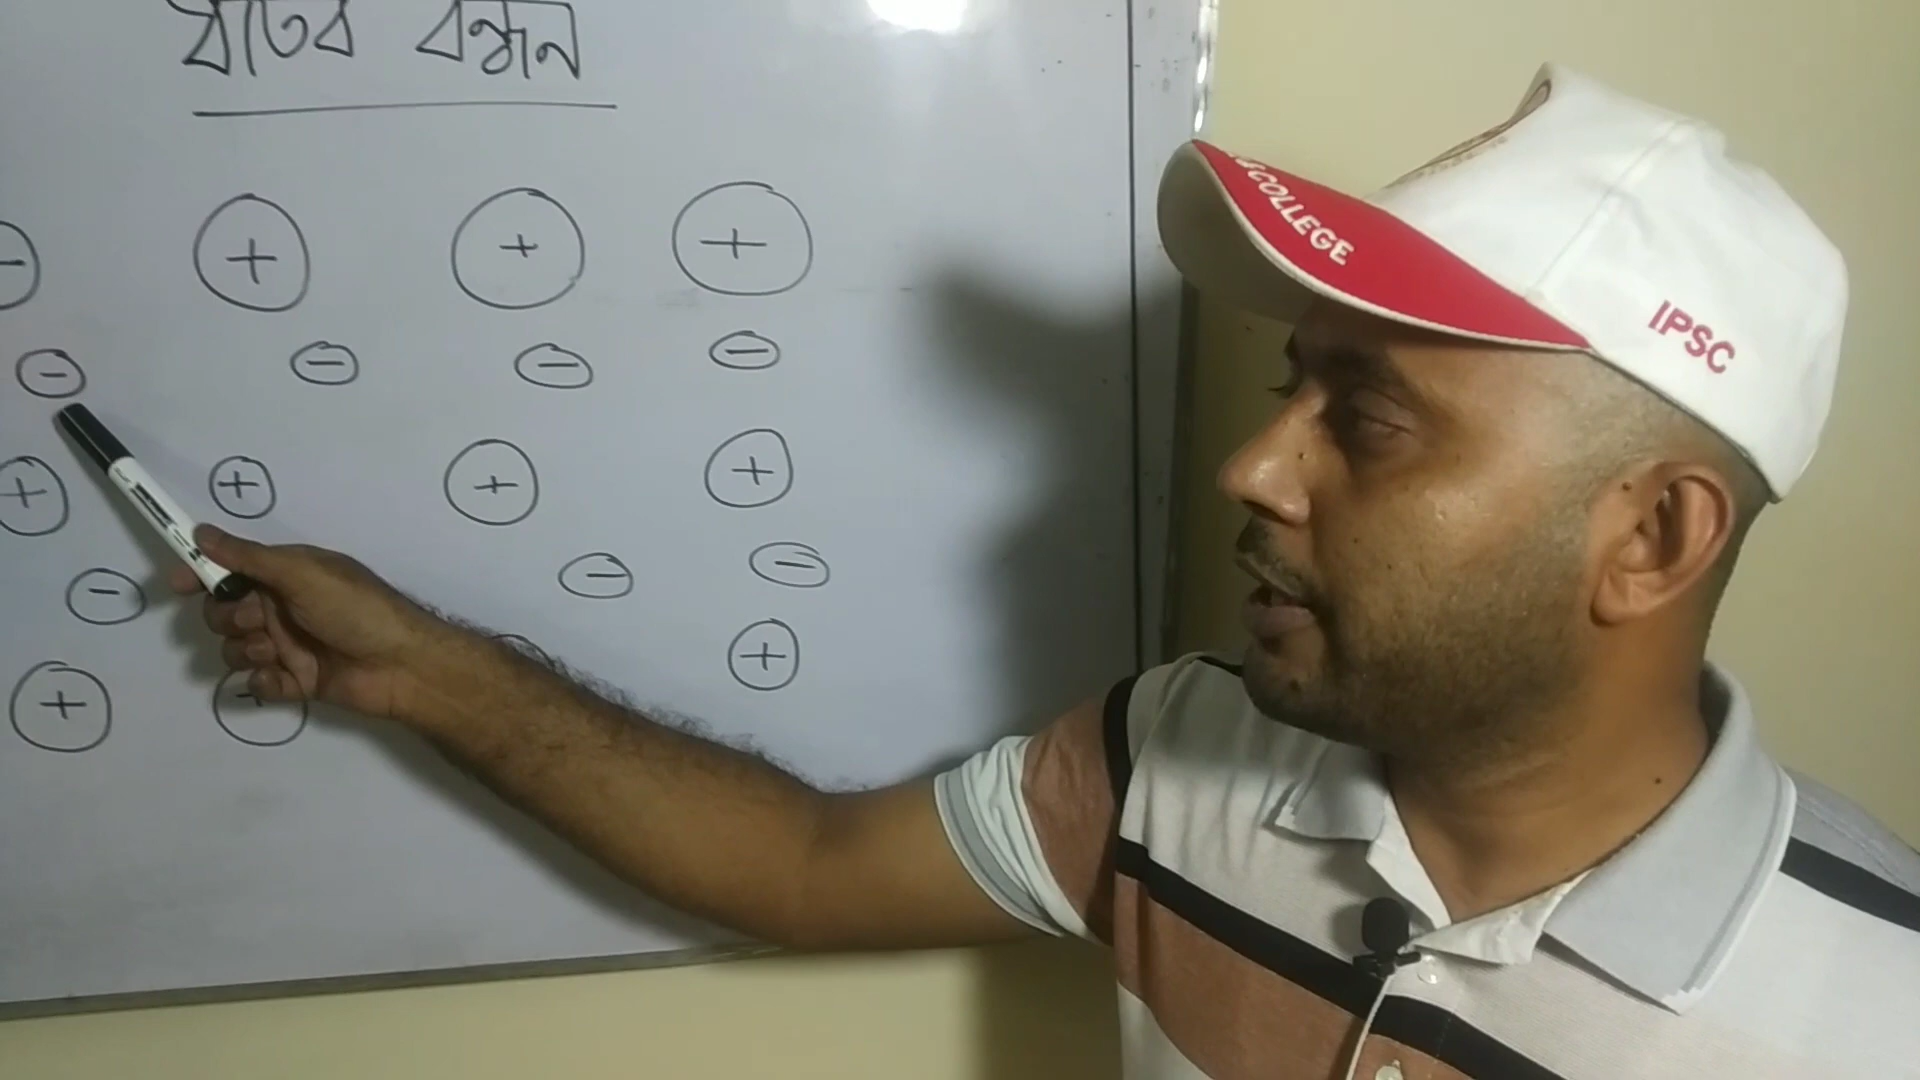 ধাতব বন্ধন
+ + +
- - - -
+ + + +
- - -
+ + +
& COLLEGE
IPSC